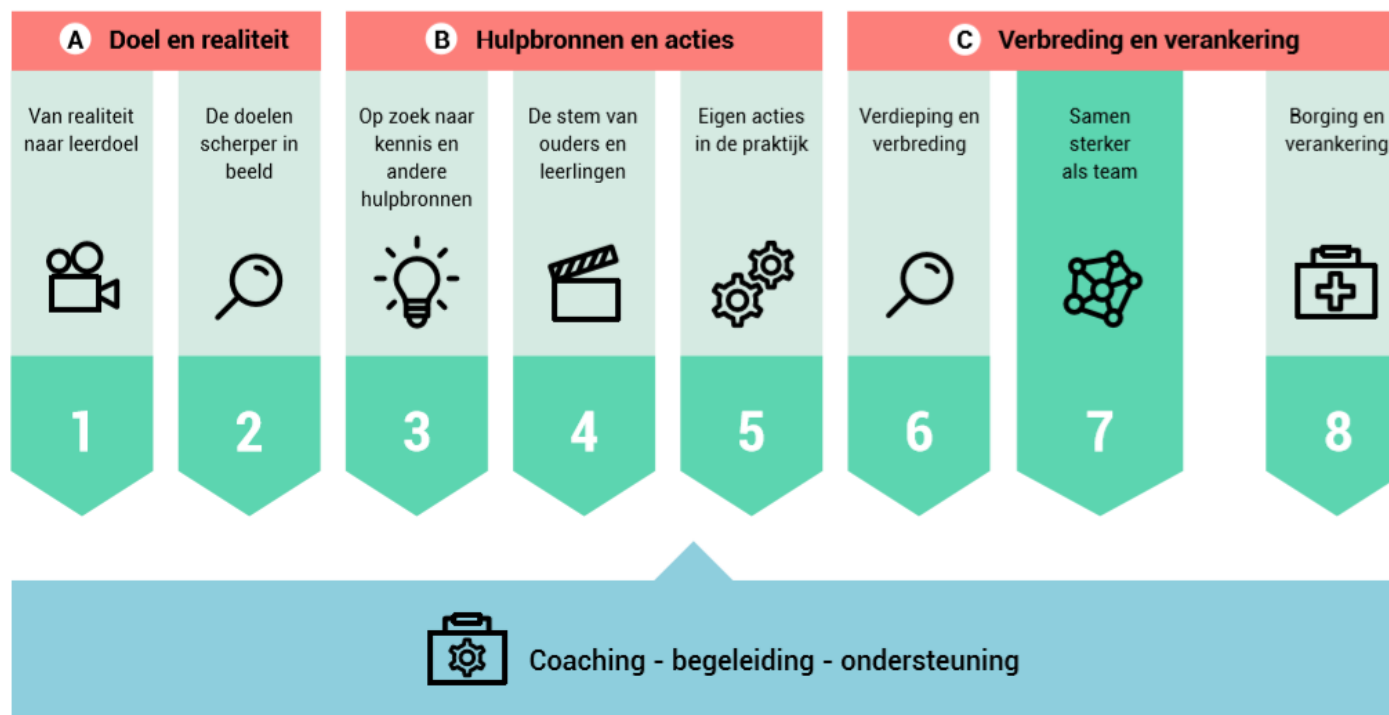 A Doel en realiteit
B Hulpbronnen en acties
C Verbreding en verankering
Van realiteit
naar leerdoel
De doelen
scherper in
beeld
Op zoek naar
kennis en
andere
hulpbronnen
De stem van
ouders en
leerlingen
Eigen acties
in de praktijk
Verdieping en
verbreding
Samen
sterker
als team
Borging en
verankering
1
2
3
4
5
6
7
8
Coaching - begeleiding - ondersteuning